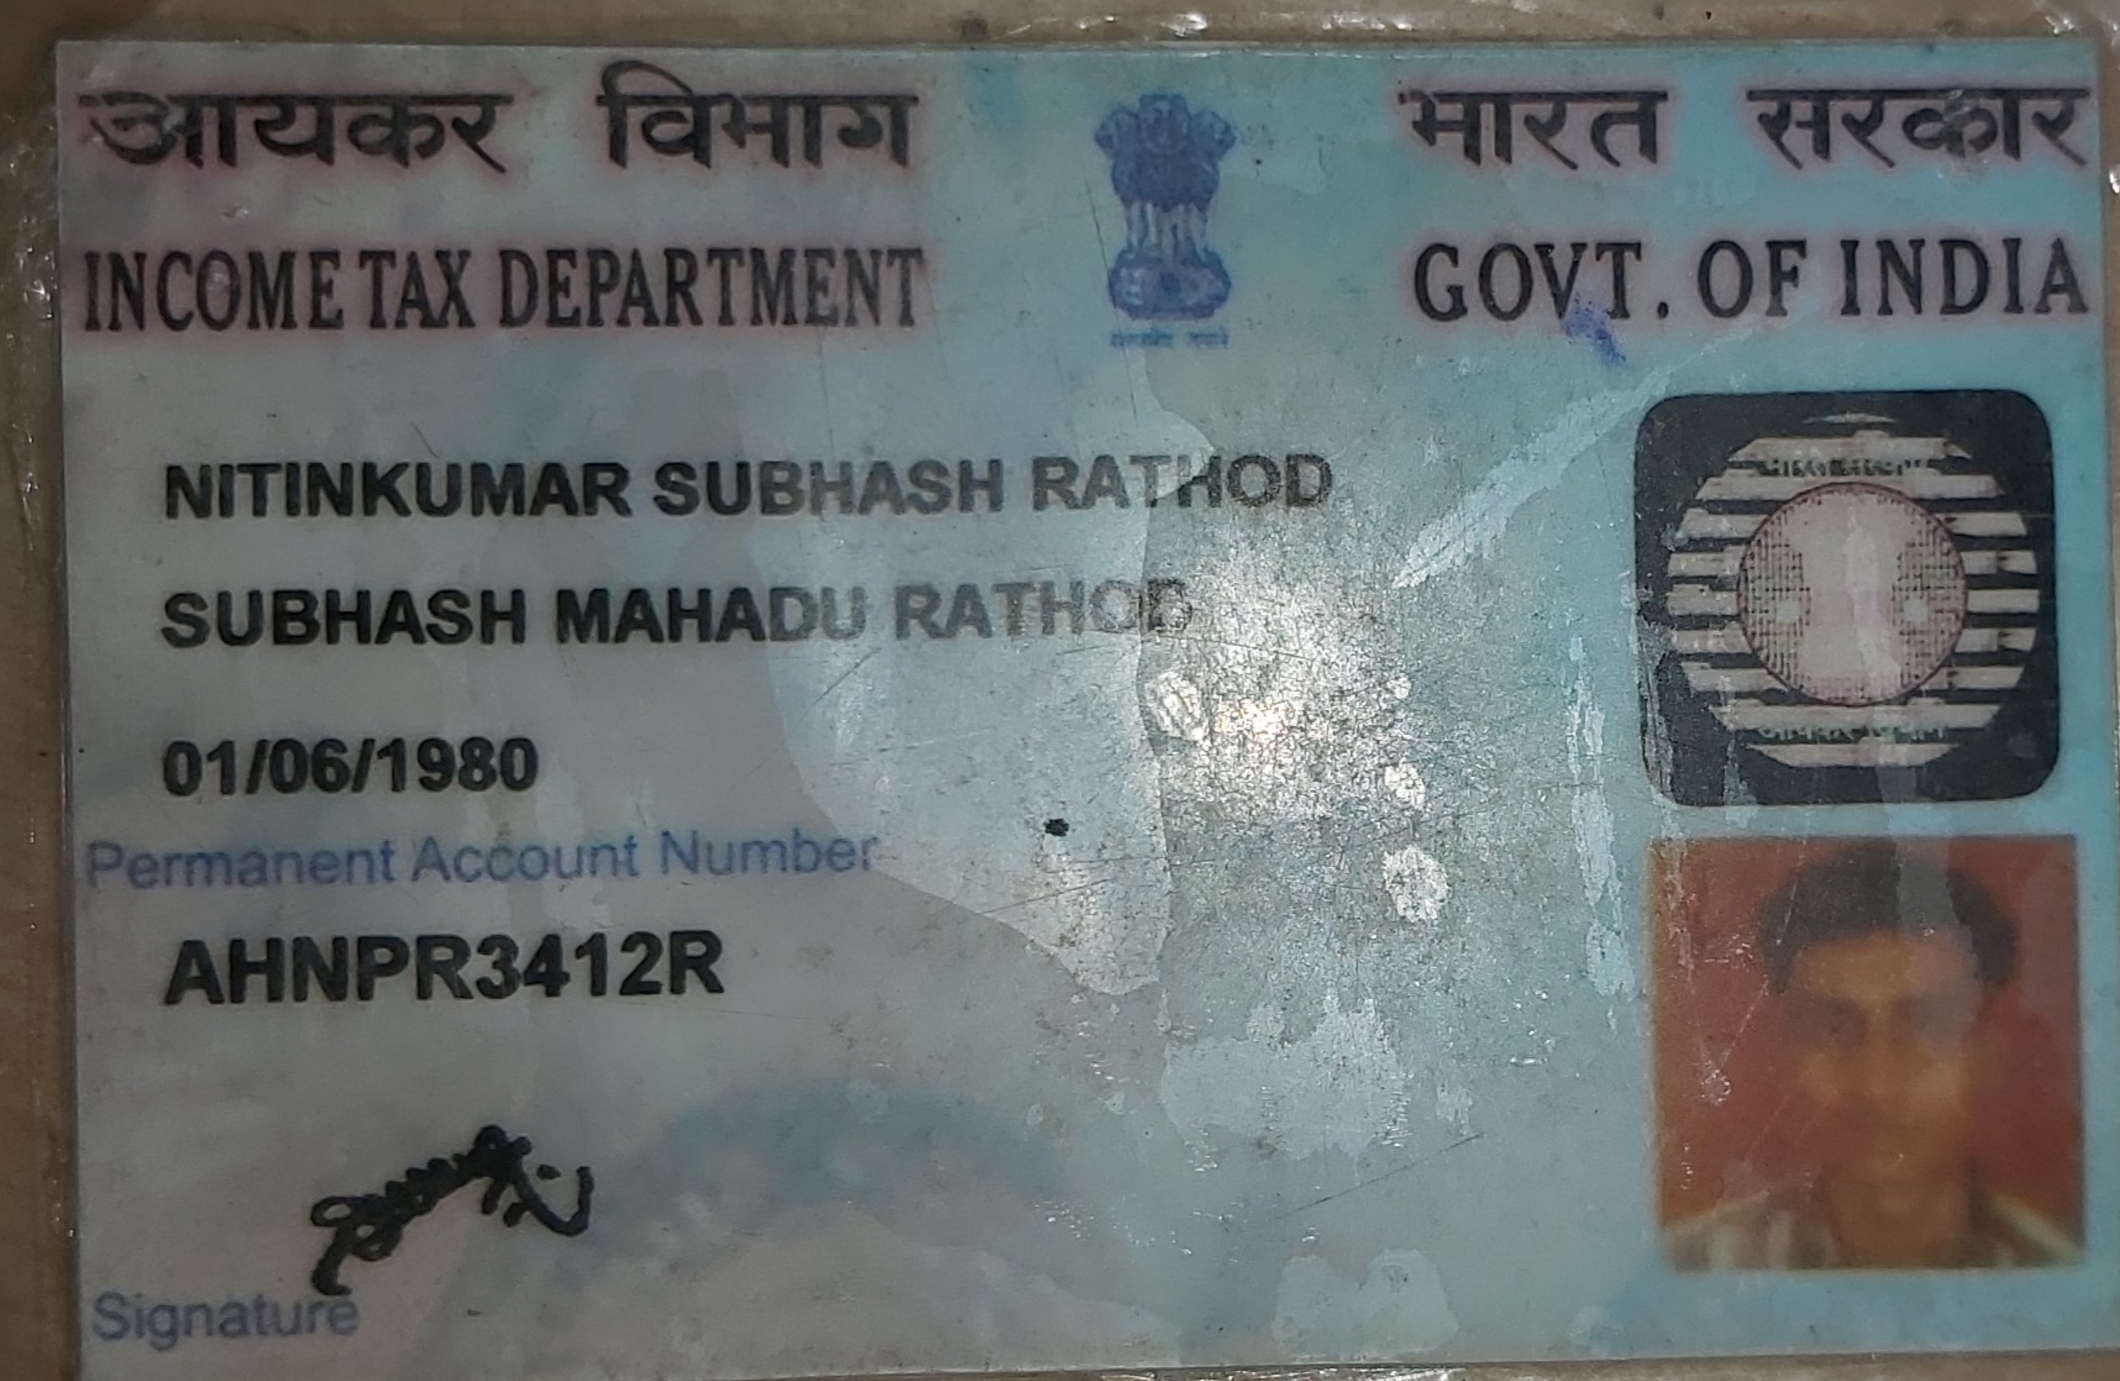 आयकर विभाग
भारत सरकार
INCOME TAX DEPARTMENT
GOVT. OF INDIA
NITINKUMAR SUBHASH RATHOD
SUBHASH MAHADU RATHOD
01/06/1980
Permanent Account Number
AHNPR3412R
Signature